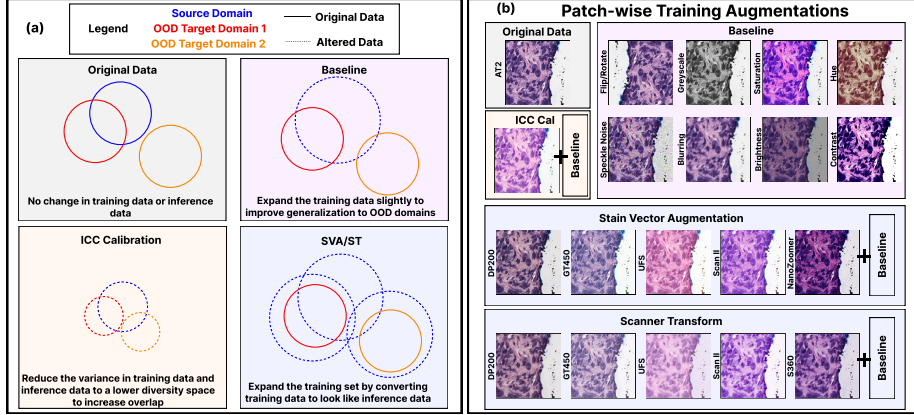 (a)
Legend
Source Domain
OOD Target Domain 1
OOD Target Domain 2
Original Data
Altered Data
Original Data
No change in training data or inference
data
Baseline
Expand the training data slightly to
improve generalization to OOD domains
ICC Calibration
Reduce the variance in training data and
inference data to a lower diversity space
to increase overlap
SVA/ST
Expand the training set by converting
training data to look like inference data
(b)
Patch-wise Training Augmentations
Original Data
AT2
Baseline
Flip/Rotate
Greyscale
Saturation
Hue
ICC Cal
+
Baseline
Speckle Noise
Blurring
Brightness
Contrast
Stain Vector Augmentation
DP200
GT450
UFS
Scan II
NanoZoomer
+
Baseline
Scanner Transform
DP200
GT450
UFS
Scan II
S360
+
Baseline